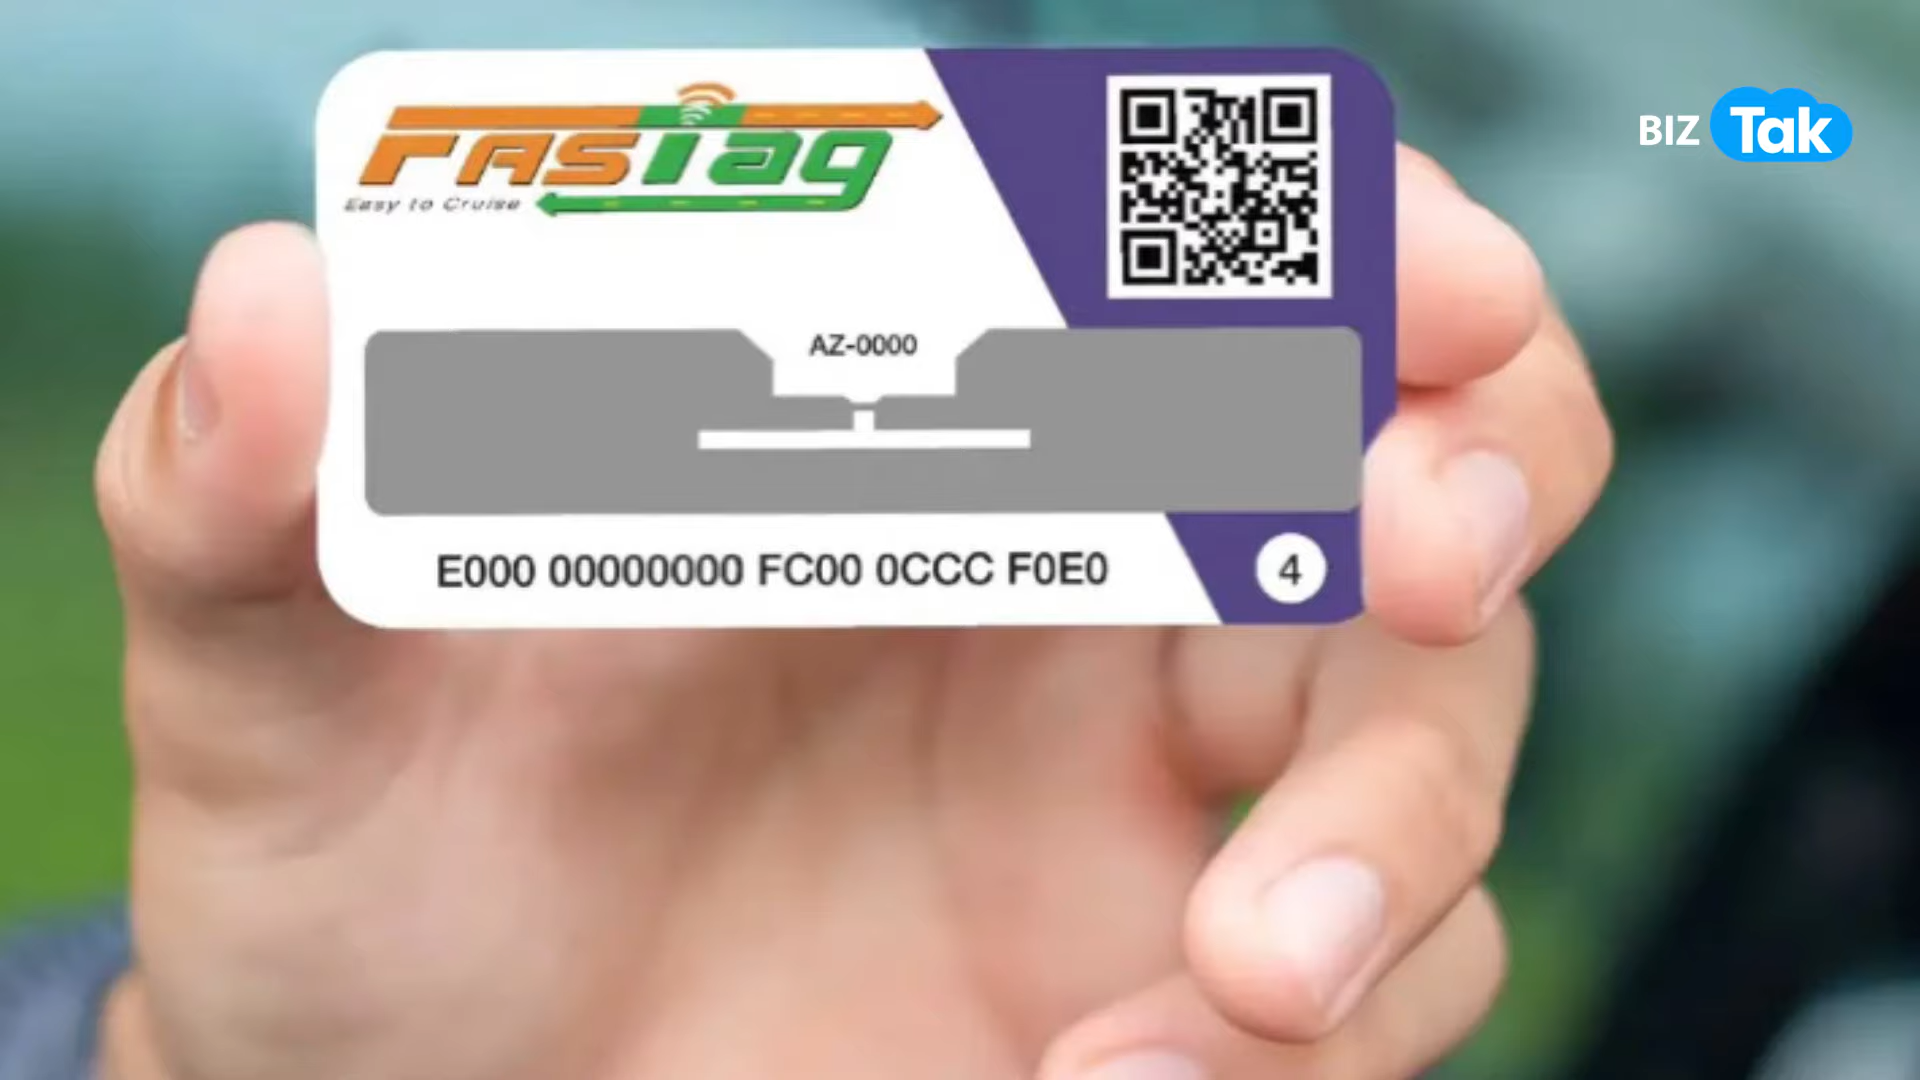 FASTag
Easy to Cruise
BIZ Tak
AZ-0000
E000 00000000 FC00 0CCC F0E0
4